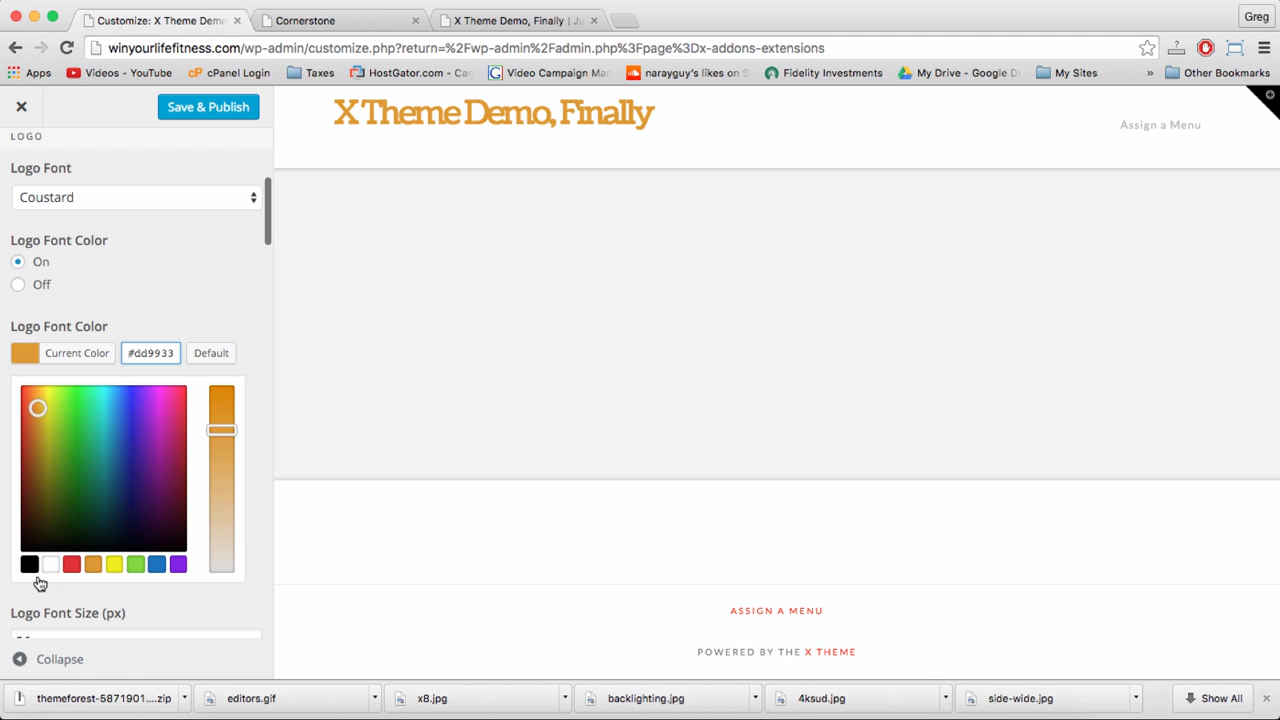 Customize: X Theme Demo
Cornerstone
X Theme Demo, Finally | Ju
Greg
winyourlifefitness.com/wp-admin/customize.php?return=%2Fwp-admin%2Fadmin.php%3Fpage%3Dx-addons-extensions
Apps
Videos - YouTube
cPanel Login
Taxes
HostGator.com - Can
Video Campaign Man
narayguy's likes on S
Fidelity Investments
My Drive - Google D
My Sites
»
Other Bookmarks
Save & Publish
LOGO
Logo Font
Coustard
Logo Font Color
On
Off
Logo Font Color
Current Color
#dd9933
Default
Logo Font Size (px)
Collapse
X Theme Demo, Finally
Assign a Menu
ASSIGN A MENU
POWERED BY THE X THEME
themeforest-5871901....zip
editors.gif
x8.jpg
backlighting.jpg
4ksud.jpg
side-wide.jpg
Show All